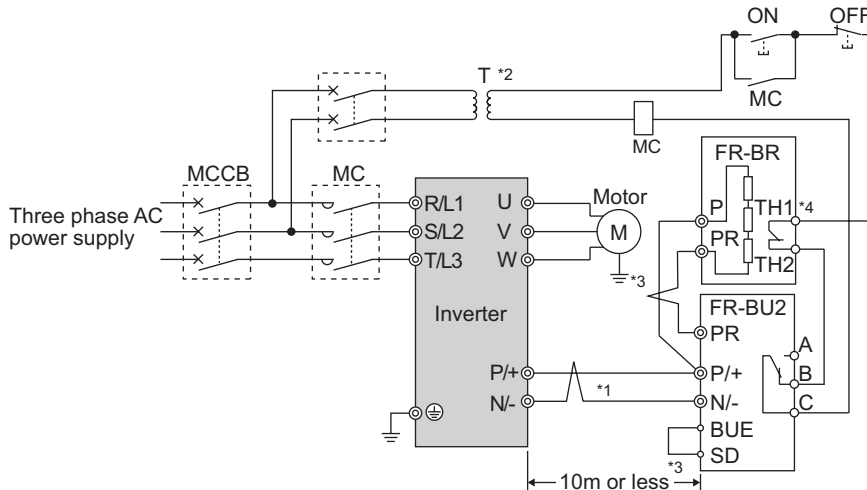 ON
OFF
T *2
MC
MC
FR-BR
MCCB
MC
Three phase AC
power supply
R/L1
S/L2
T/L3
U
V
W
Motor
M
*3
P
PR
TH1
*4
TH2
FR-BU2
Inverter
PR
A
P/+
P/+
B
N/-
*1
N/-
C
BUE
SD
*3
10m or less